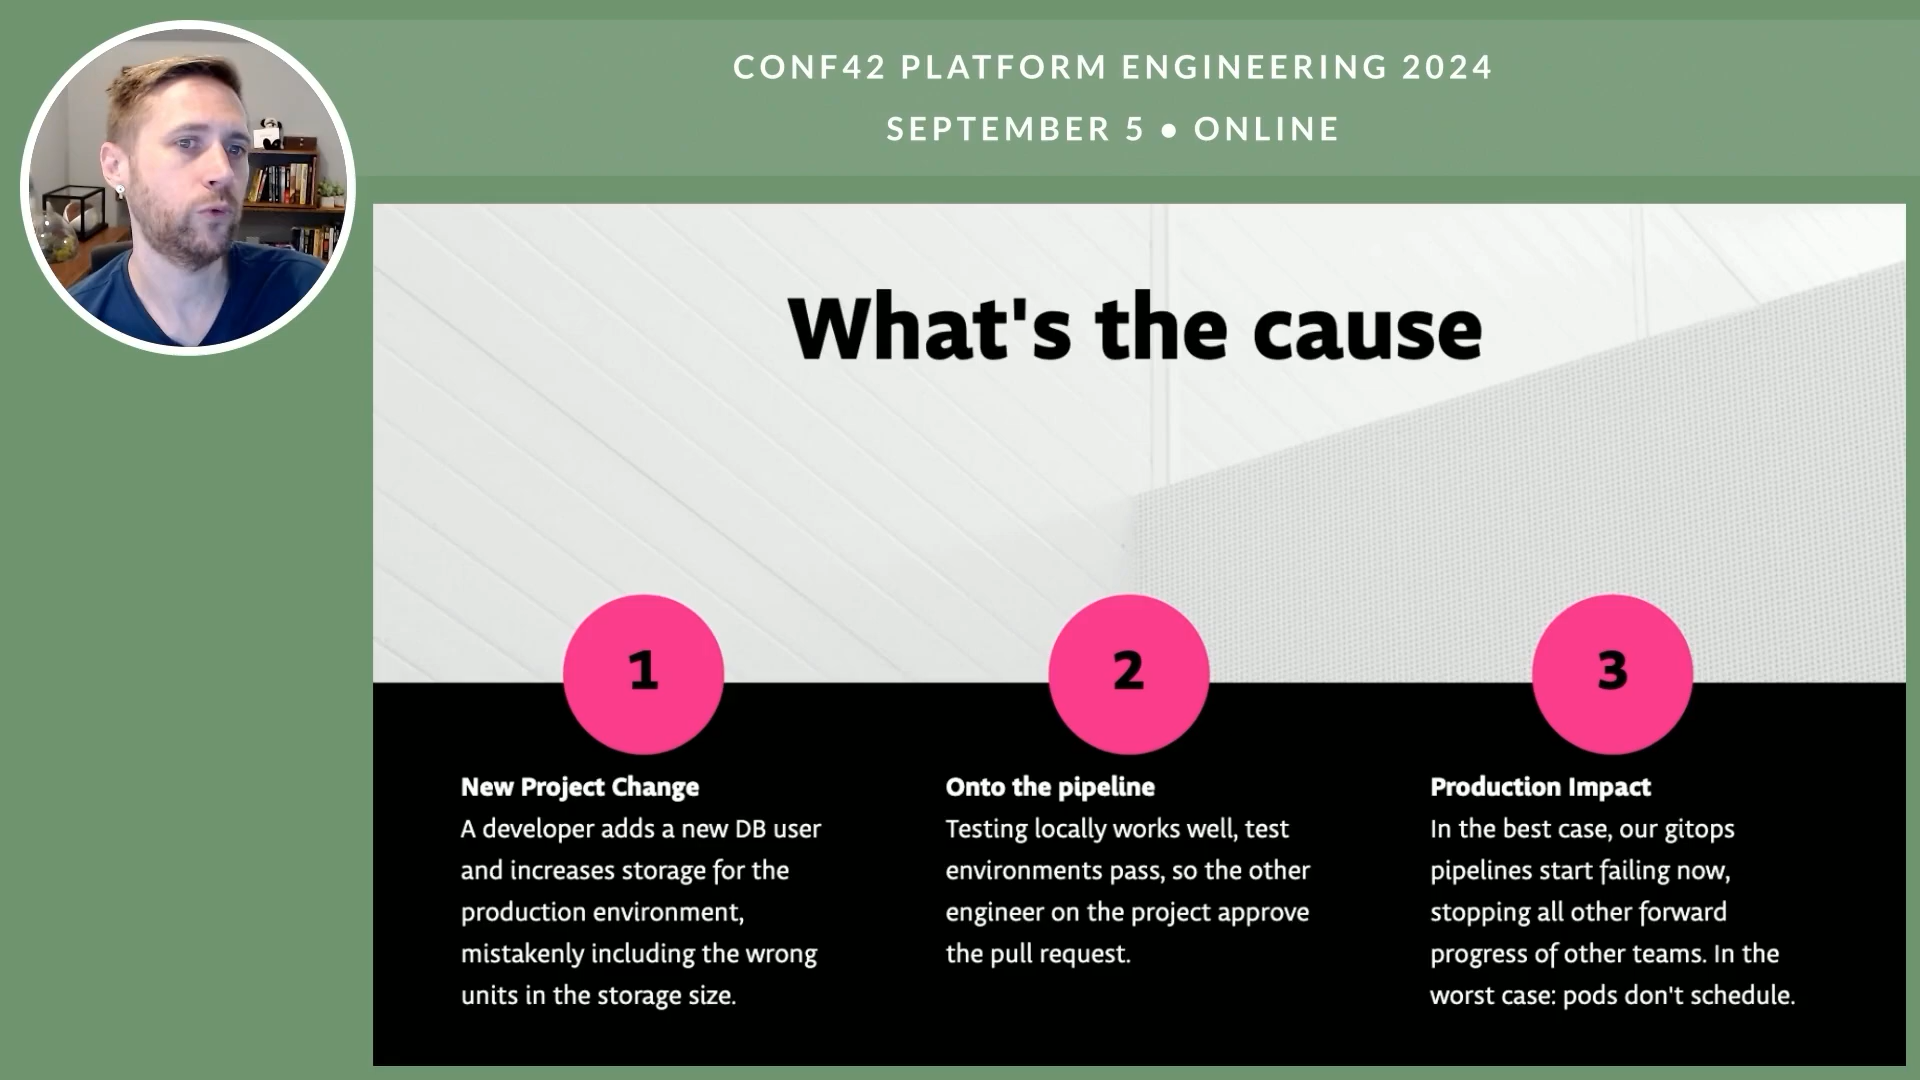 CONF42 PLATFORM ENGINEERING 2024
SEPTEMBER 5 ● ONLINE
What's the cause
1
New Project Change
A developer adds a new DB user
and increases storage for the
production environment,
mistakenly including the wrong
units in the storage size.
2
Onto the pipeline
Testing locally works well, test
environments pass, so the other
engineer on the project approve
the pull request.
3
Production Impact
In the best case, our gitops
pipelines start failing now,
stopping all other forward
progress of other teams. In the
worst case: pods don't schedule.